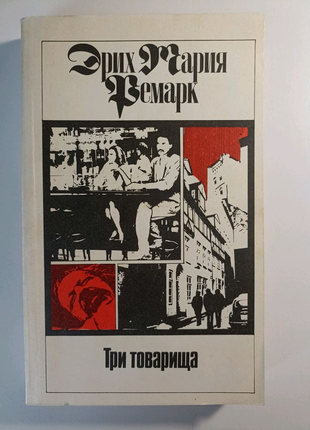 Эрих Мария
Ремарк
Три товарища